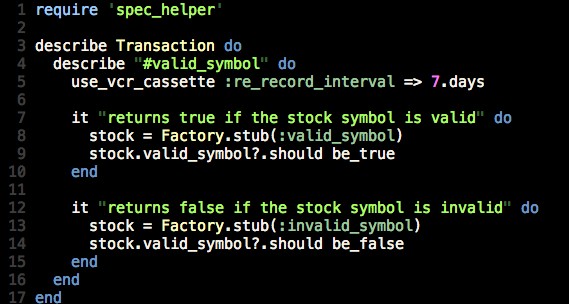 1 require 'spec_helper'
2
3 describe Transaction do
4   describe "#valid_symbol" do
5     use_vcr_cassette :re_record_interval => 7.days
6
7     it "returns true if the stock symbol is valid" do
8       stock = Factory.stub(:valid_symbol)
9       stock.valid_symbol?.should be_true
10     end
11
12     it "returns false if the stock symbol is invalid" do
13       stock = Factory.stub(:invalid_symbol)
14       stock.valid_symbol?.should be_false
15     end
16   end
17 end